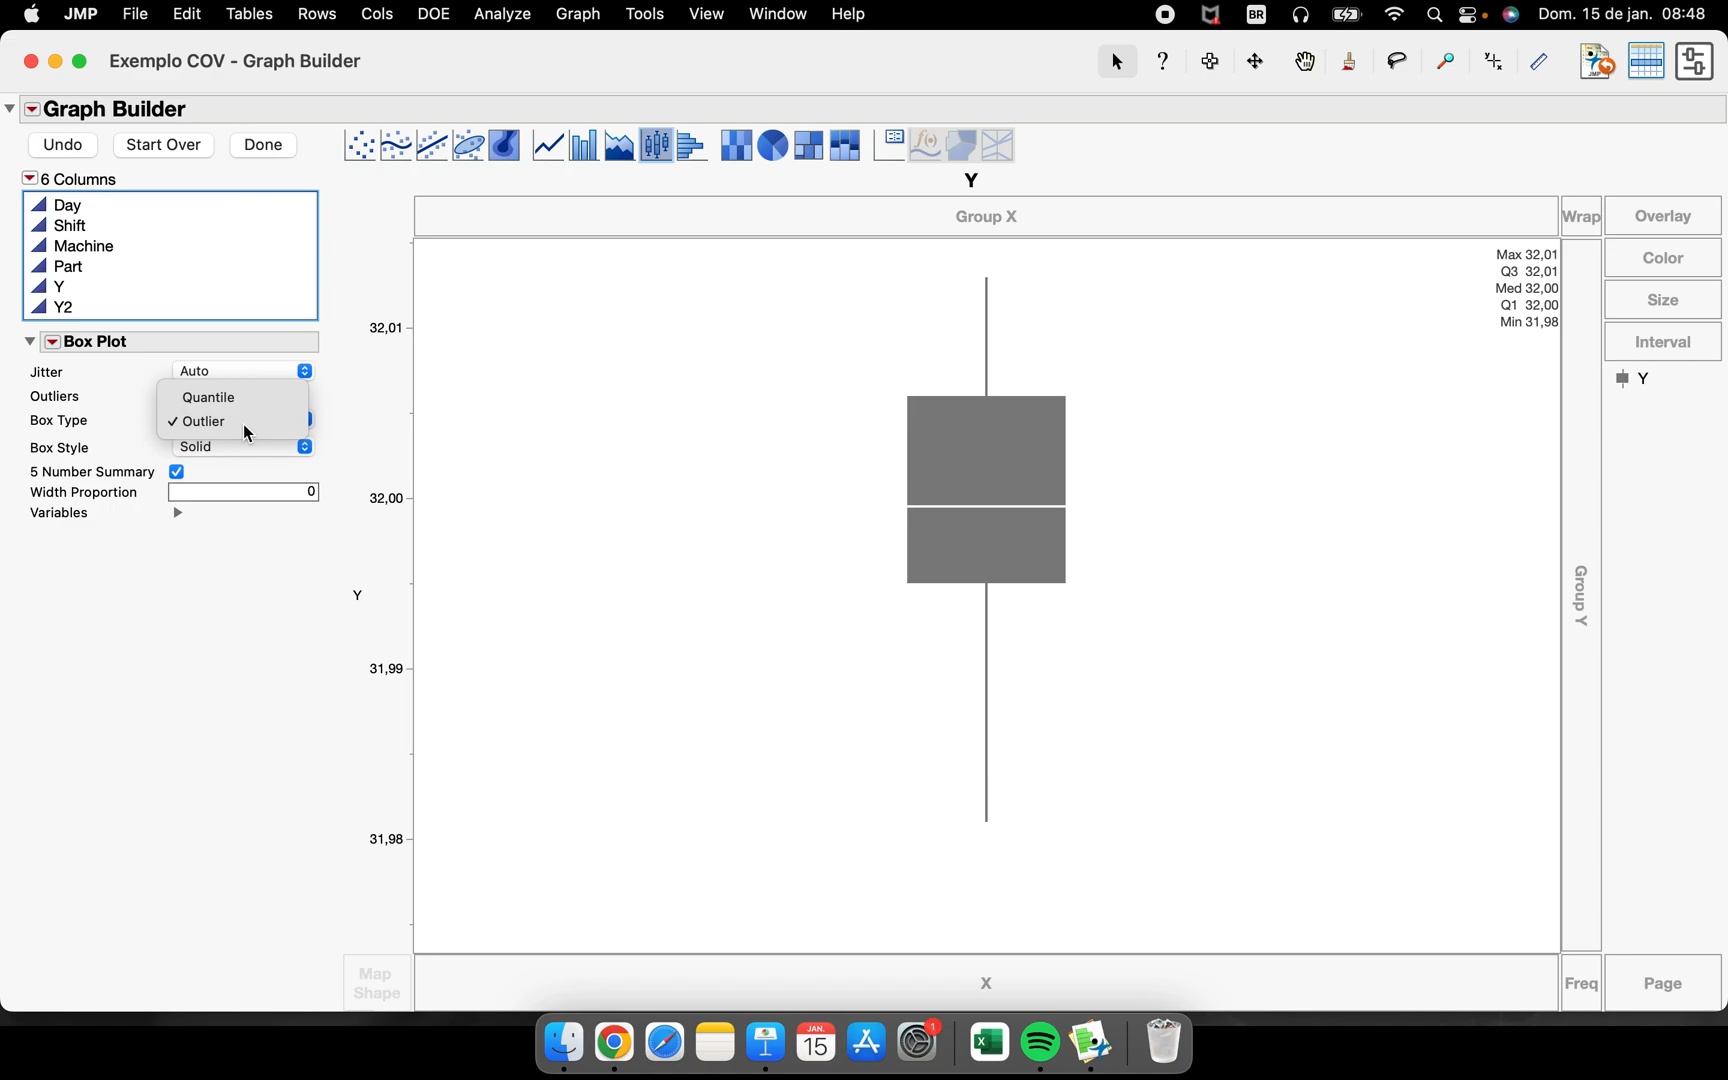 JMP File Edit Tables Rows Cols DOE Analyze Graph Tools View Window Help BR Dom. 15 de jan. 08:48
Exemplo COV - Graph Builder
JMP
Graph Builder
Undo Start Over Done
6 Columns
Day
Shift
Machine
Part
Y
Y2
Box Plot
Jitter Auto
Outliers
Quantile
Box Type
✓ Outlier
Box Style Solid
5 Number Summary
Width Proportion 0
Variables
Y
Group X
Wrap
Overlay
Color
Size
Interval
Y
Max 32,01
Q3 32,01
Med 32,00
Q1 32,00
Min 31,98
32,01
32,00
31,99
31,98
Y
Group Y
Map
Shape
X
Freq
Page
JAN.
15
1